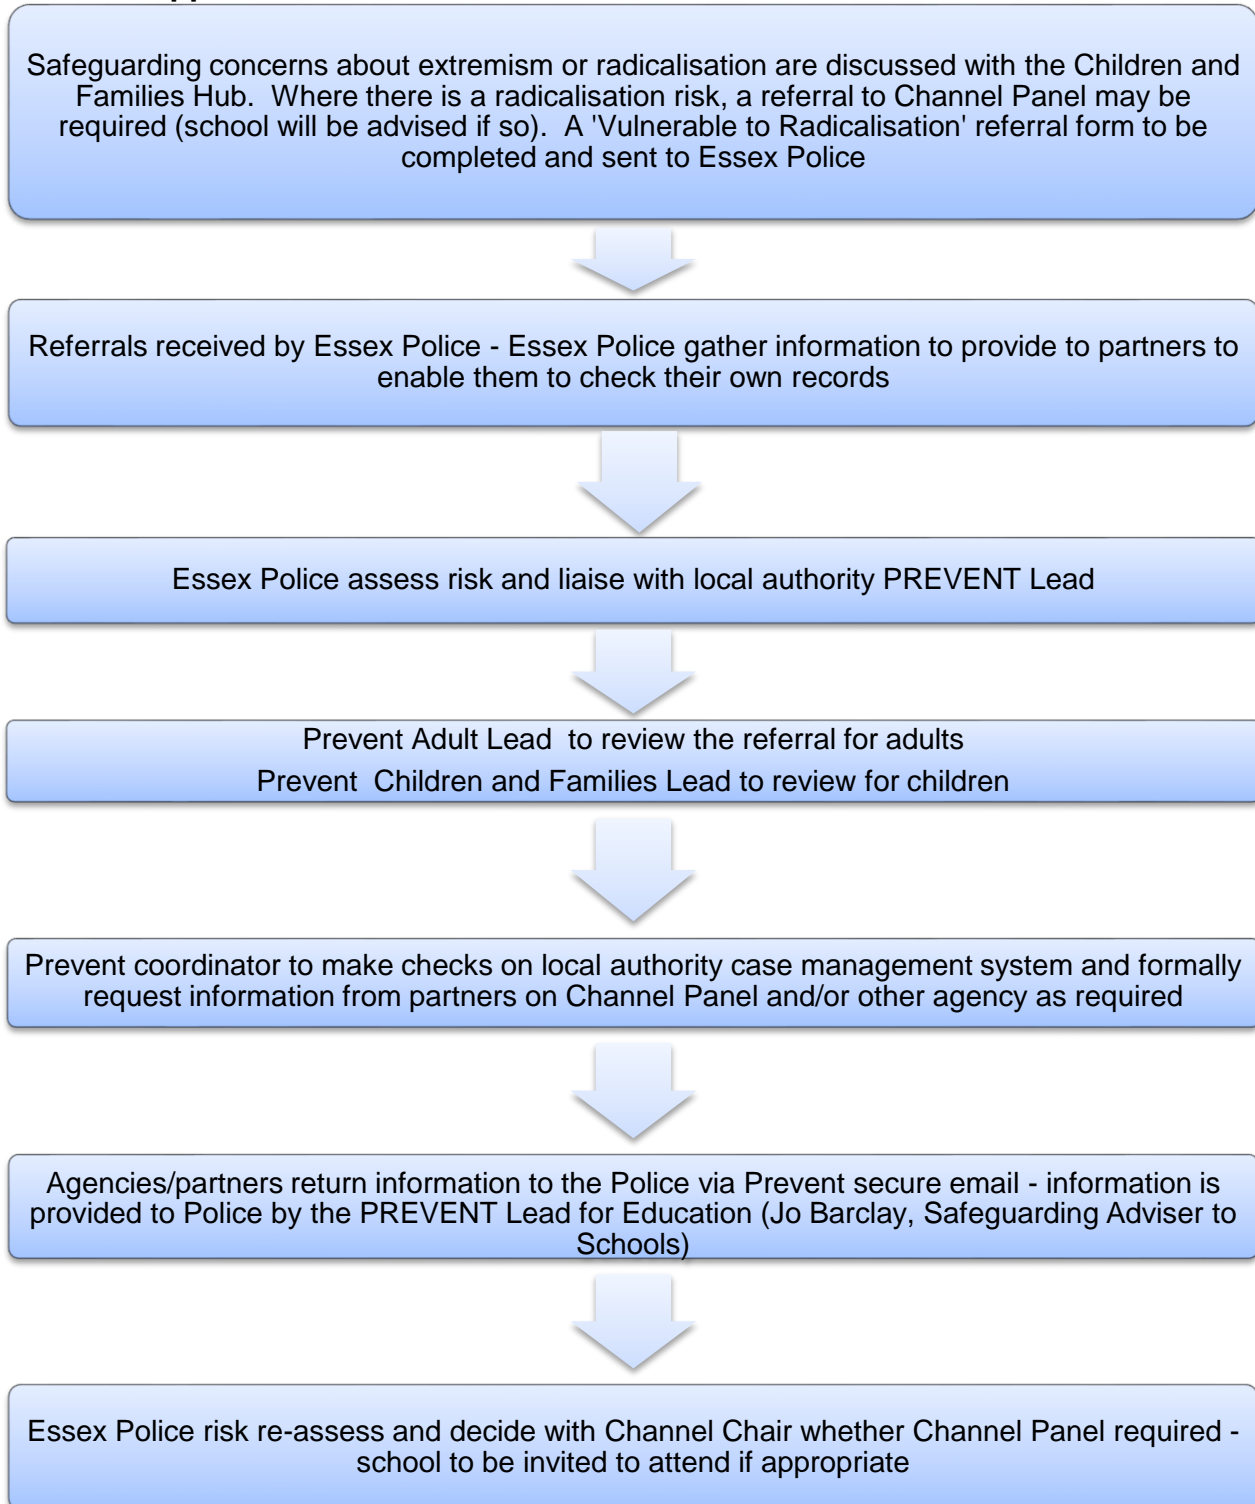 Safeguarding concerns about extremism or radicalisation are discussed with the Children and
Families Hub.  Where there is a radicalisation risk, a referral to Channel Panel may be
required (school will be advised if so).  A 'Vulnerable to Radicalisation' referral form to be
completed and sent to Essex Police
Referrals received by Essex Police - Essex Police gather information to provide to partners to
enable them to check their own records
Essex Police assess risk and liaise with local authority PREVENT Lead
Prevent Adult Lead  to review the referral for adults
Prevent  Children and Families Lead to review for children
Prevent coordinator to make checks on local authority case management system and formally
request information from partners on Channel Panel and/or other agency as required
Agencies/partners return information to the Police via Prevent secure email - information is
provided to Police by the PREVENT Lead for Education (Jo Barclay, Safeguarding Adviser to
Schools)
Essex Police risk re-assess and decide with Channel Chair whether Channel Panel required -
school to be invited to attend if appropriate